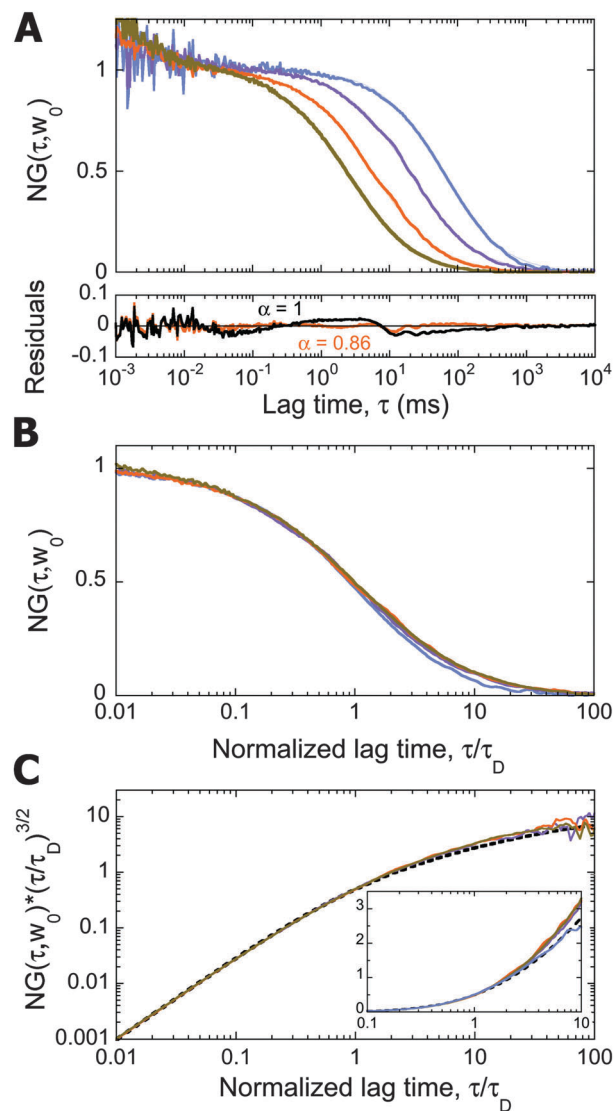 A
NG(τ,w₀)
1
0.5
0
Residuals
0.1
0
-0.1
α = 1
α = 0.86
10⁻³ 10⁻² 10⁻¹ 10⁰ 10¹ 10² 10³ 10⁴
Lag time, τ (ms)
B
NG(τ,w₀)
1
0.5
0
0.01 0.1 1 10 100
Normalized lag time, τ/τ_D
C
NG(τ,w₀)*(τ/τ_D)^3/2
10
1
0.1
0.01
0.001
3
2
1
0
0.1 1 10
0.01 0.1 1 10 100
Normalized lag time, τ/τ_D